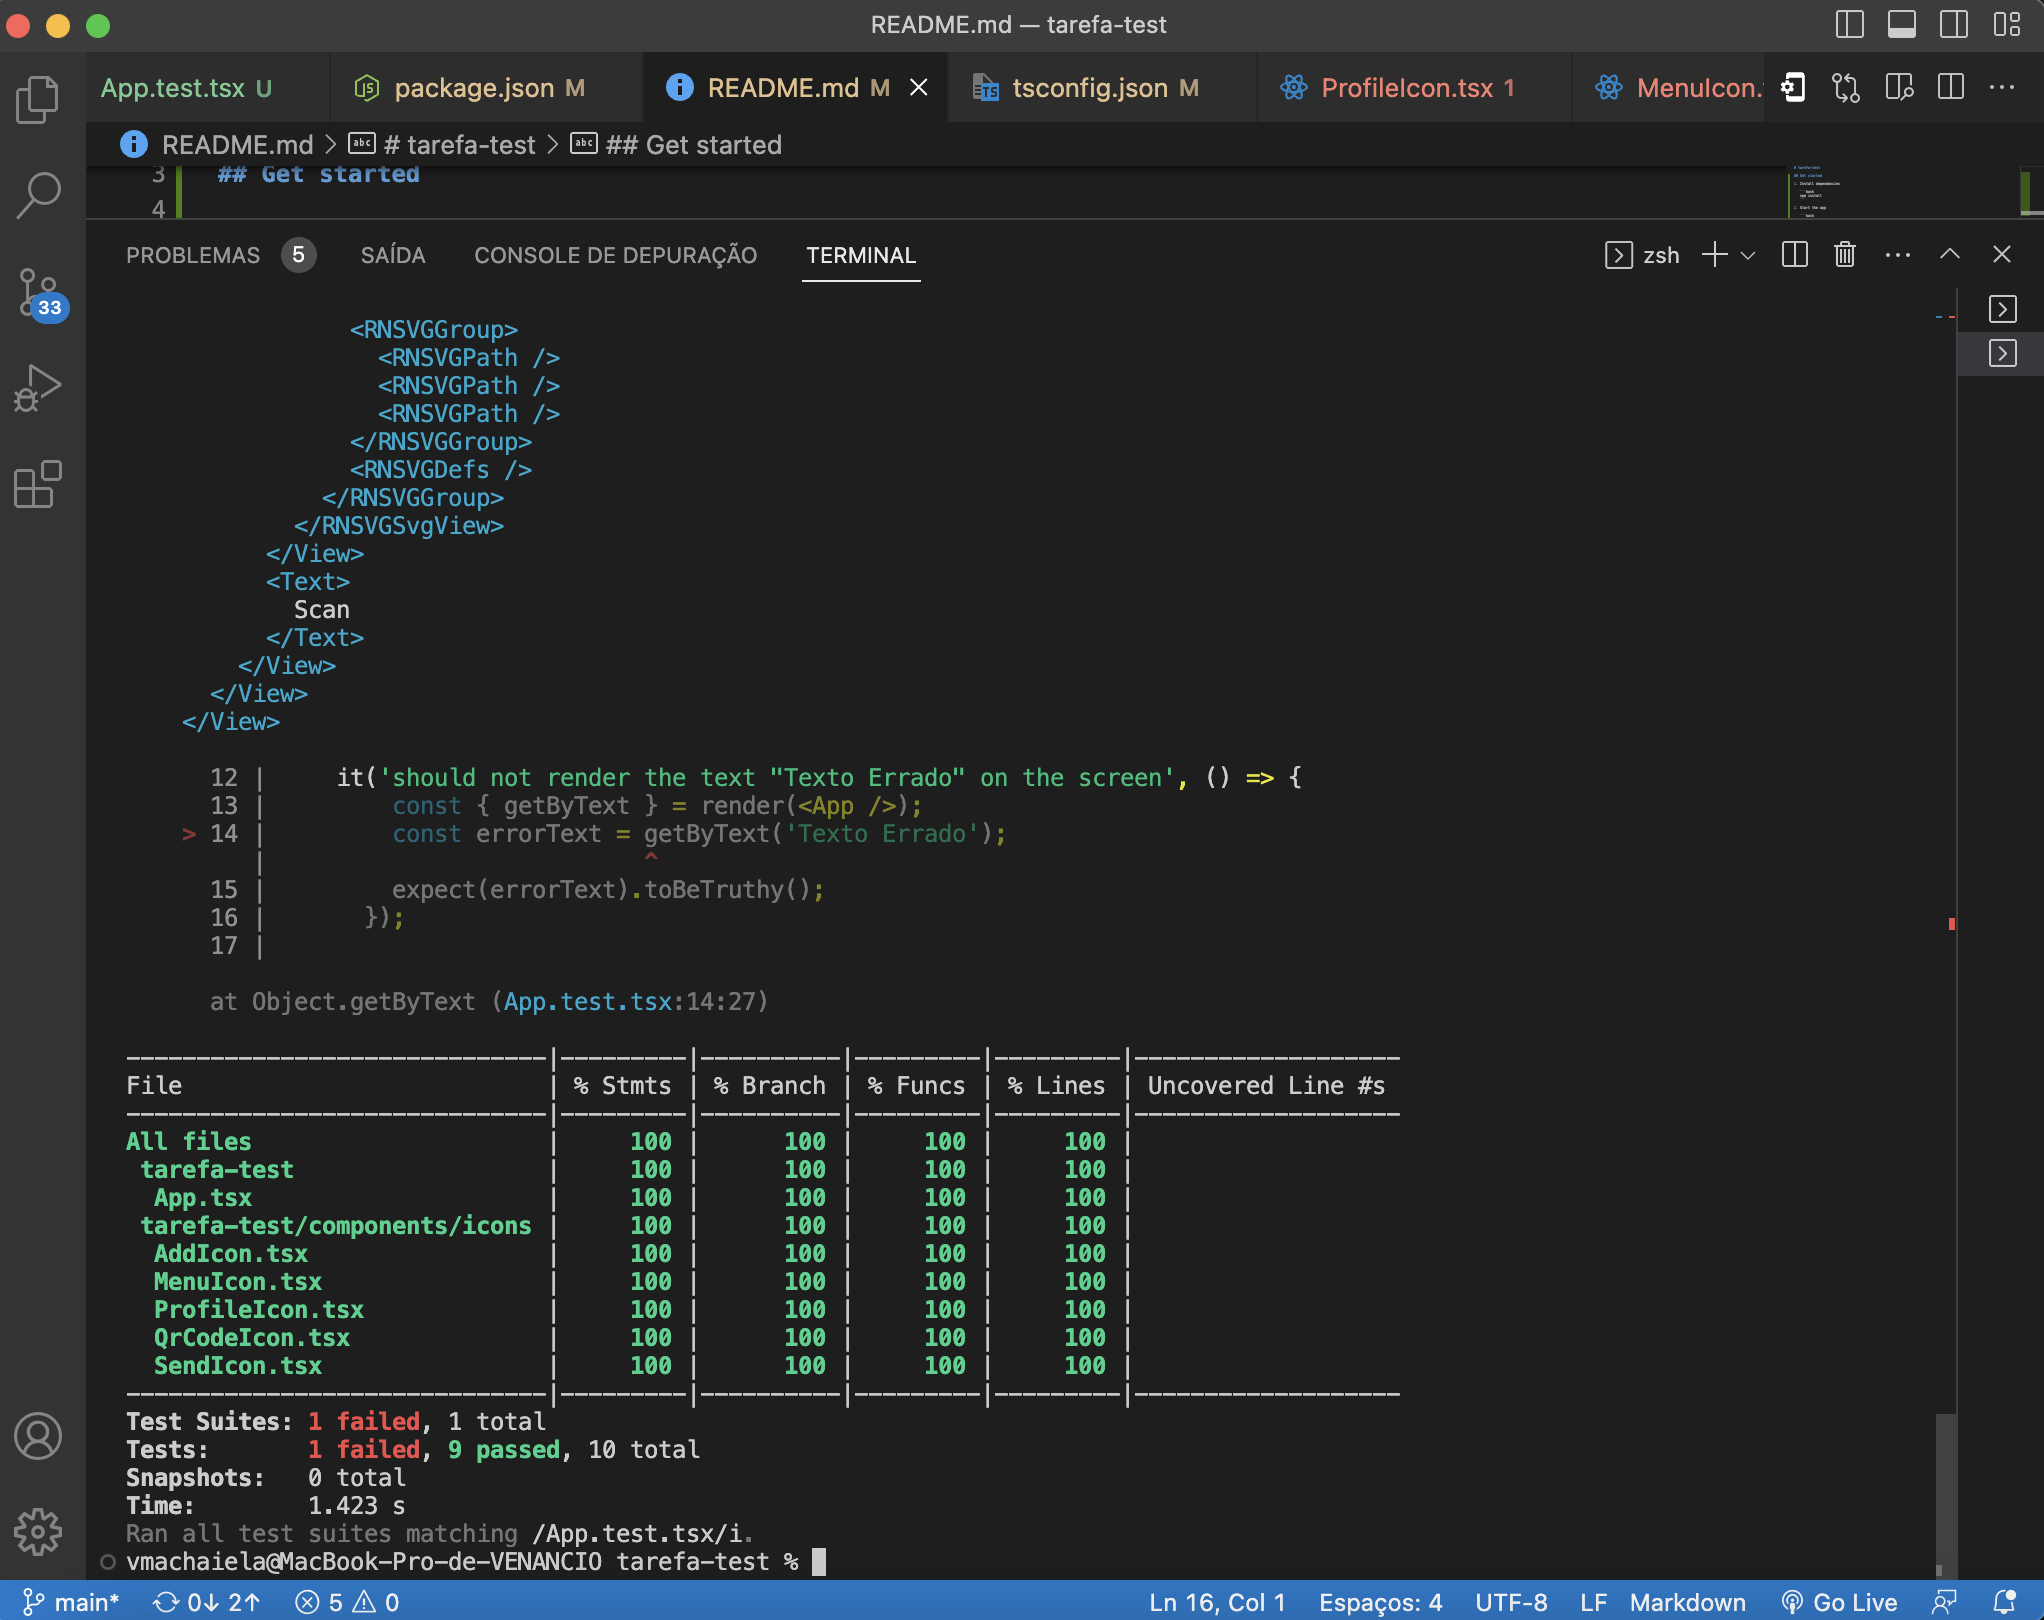 README.md — tarefa-test
App.test.tsx U
package.json M
README.md M
tsconfig.json M
ProfileIcon.tsx 1
MenuIcon.
README.md > # tarefa-test > ## Get started
3 ## Get started
4
PROBLEMAS 5 SAÍDA CONSOLE DE DEPURAÇÃO TERMINAL
zsh
33
<RNSVGGroup>
<RNSVGPath />
<RNSVGPath />
<RNSVGPath />
</RNSVGGroup>
<RNSVGDefs />
</RNSVGGroup>
</RNSVGSvgView>
</View>
<Text>
Scan
</Text>
</View>
</View>
</View>
12 | it('should not render the text "Texto Errado" on the screen', () => {
13 | const { getByText } = render(<App />);
> 14 | const errorText = getByText('Texto Errado');
| ^
15 | expect(errorText).toBeTruthy();
16 | });
17 |
at Object.getByText (App.test.tsx:14:27)
-------------------------------|---------|----------|---------|---------|-------------------
File | % Stmts | % Branch | % Funcs | % Lines | Uncovered Line #s
-------------------------------|---------|----------|---------|---------|-------------------
All files | 100 | 100 | 100 | 100 |
tarefa-test | 100 | 100 | 100 | 100 |
App.tsx | 100 | 100 | 100 | 100 |
tarefa-test/components/icons | 100 | 100 | 100 | 100 |
AddIcon.tsx | 100 | 100 | 100 | 100 |
MenuIcon.tsx | 100 | 100 | 100 | 100 |
ProfileIcon.tsx | 100 | 100 | 100 | 100 |
QrCodeIcon.tsx | 100 | 100 | 100 | 100 |
SendIcon.tsx | 100 | 100 | 100 | 100 |
-------------------------------|---------|----------|---------|---------|-------------------
Test Suites: 1 failed, 1 total
Tests: 1 failed, 9 passed, 10 total
Snapshots: 0 total
Time: 1.423 s
Ran all test suites matching /App.test.tsx/i.
vmachaiela@MacBook-Pro-de-VENANCIO tarefa-test %
main* 0↓ 2↑ 5 0 Ln 16, Col 1 Espaços: 4 UTF-8 LF Markdown Go Live